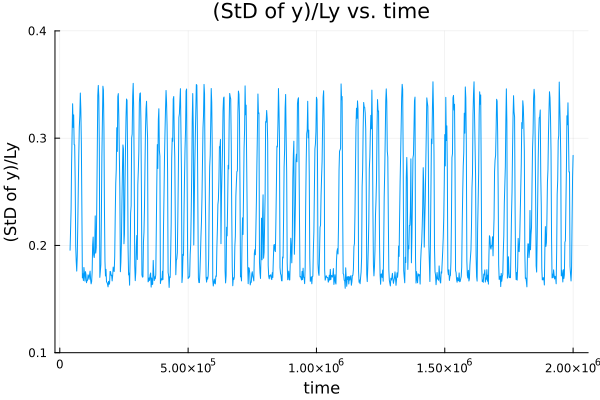 (StD of y)/Ly vs. time
(StD of y)/Ly
0.4
0.3
0.2
0.1
0 5.00×10⁵ 1.00×10⁶ 1.50×10⁶ 2.00×10⁶
time